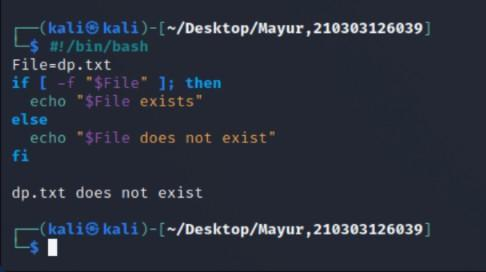 ┌──(kali㉿kali)-[~/Desktop/Mayur,210303126039]
└─$ #!/bin/bash
File=dp.txt
if [ -f "$File" ]; then
  echo "$File exists"
else
  echo "$File does not exist"
fi

dp.txt does not exist

┌──(kali㉿kali)-[~/Desktop/Mayur,210303126039]
└─$